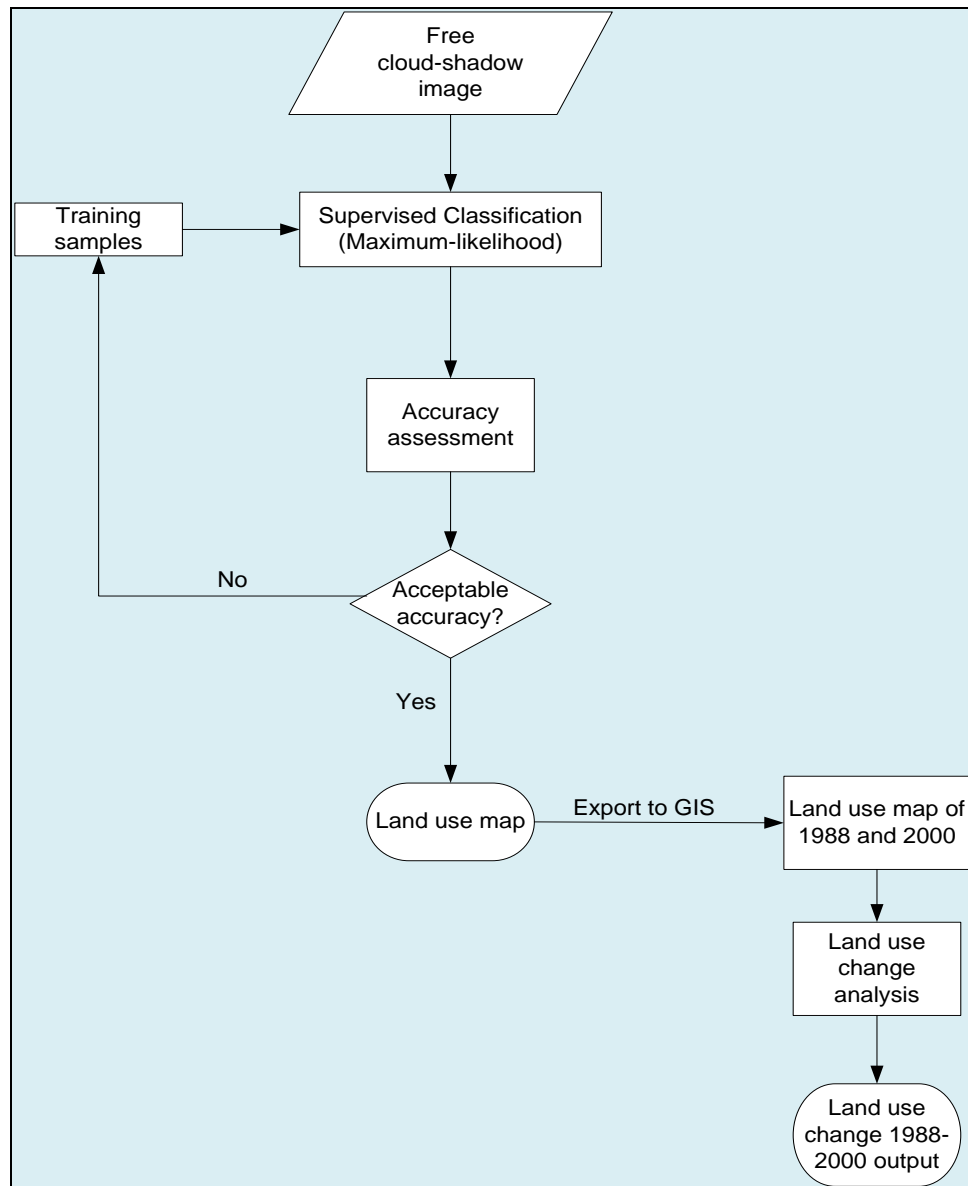 Free
cloud-shadow
image
Training
samples
Supervised Classification
(Maximum-likelihood)
Accuracy
assessment
No
Acceptable
accuracy?
Yes
Land use map
Export to GIS
Land use map of
1988 and 2000
Land use
change
analysis
Land use
change 1988-
2000 output